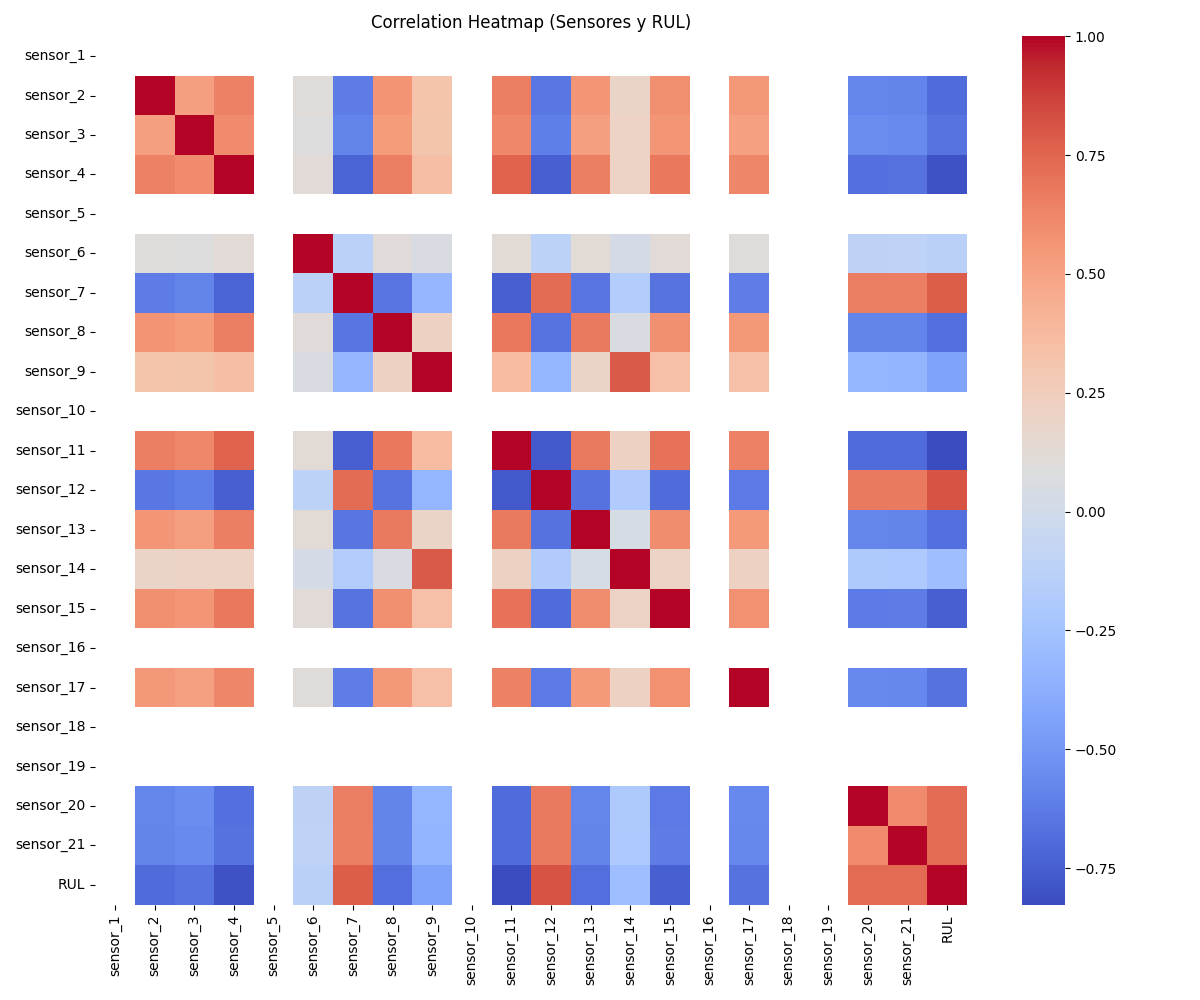 Correlation Heatmap (Sensores y RUL)
sensor_1
sensor_2
sensor_3
sensor_4
sensor_5
sensor_6
sensor_7
sensor_8
sensor_9
sensor_10
sensor_11
sensor_12
sensor_13
sensor_14
sensor_15
sensor_16
sensor_17
sensor_18
sensor_19
sensor_20
sensor_21
RUL
sensor_1
sensor_2
sensor_3
sensor_4
sensor_5
sensor_6
sensor_7
sensor_8
sensor_9
sensor_10
sensor_11
sensor_12
sensor_13
sensor_14
sensor_15
sensor_16
sensor_17
sensor_18
sensor_19
sensor_20
sensor_21
RUL
1.00
0.75
0.50
0.25
0.00
−0.25
−0.50
−0.75